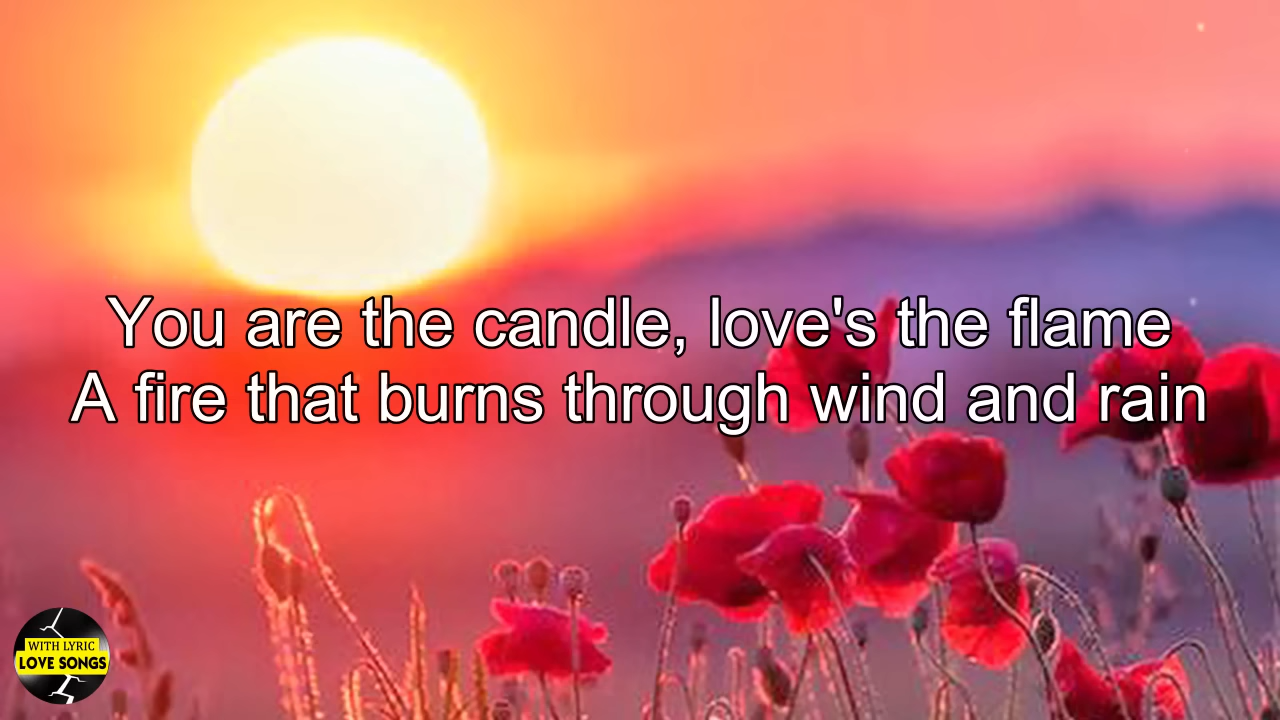 You are the candle, love's the flame
A fire that burns through wind and rain
WITH LYRIC
LOVE SONGS